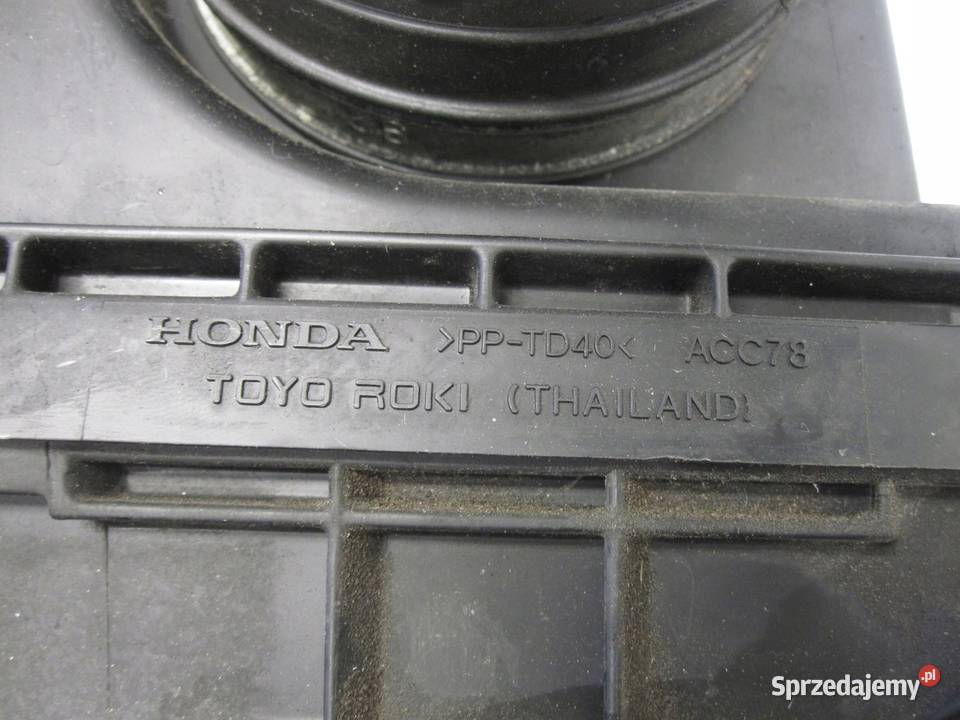 HONDA >PP-TD40< ACC78
TOYO ROKI (THAILAND)
Sprzedajemy.pl